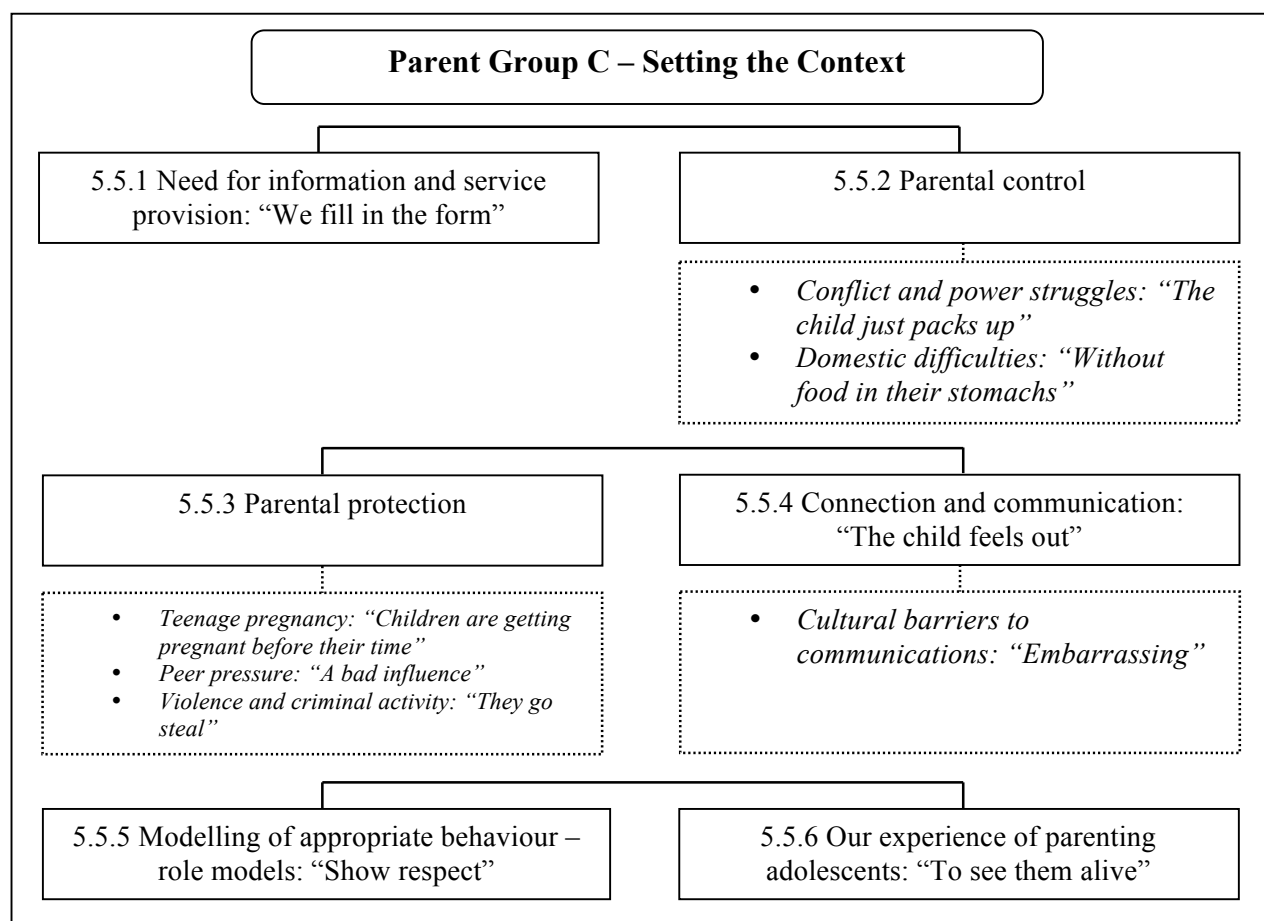 Parent Group C – Setting the Context
5.5.1 Need for information and service
provision: “We fill in the form”
5.5.2 Parental control
• Conflict and power struggles: “The
child just packs up”
• Domestic difficulties: “Without
food in their stomachs”
5.5.3 Parental protection
5.5.4 Connection and communication:
“The child feels out”
• Teenage pregnancy: “Children are getting
pregnant before their time”
• Peer pressure: “A bad influence”
• Violence and criminal activity: “They go
steal”
• Cultural barriers to
communications: “Embarrassing”
5.5.5 Modelling of appropriate behaviour –
role models: “Show respect”
5.5.6 Our experience of parenting
adolescents: “To see them alive”